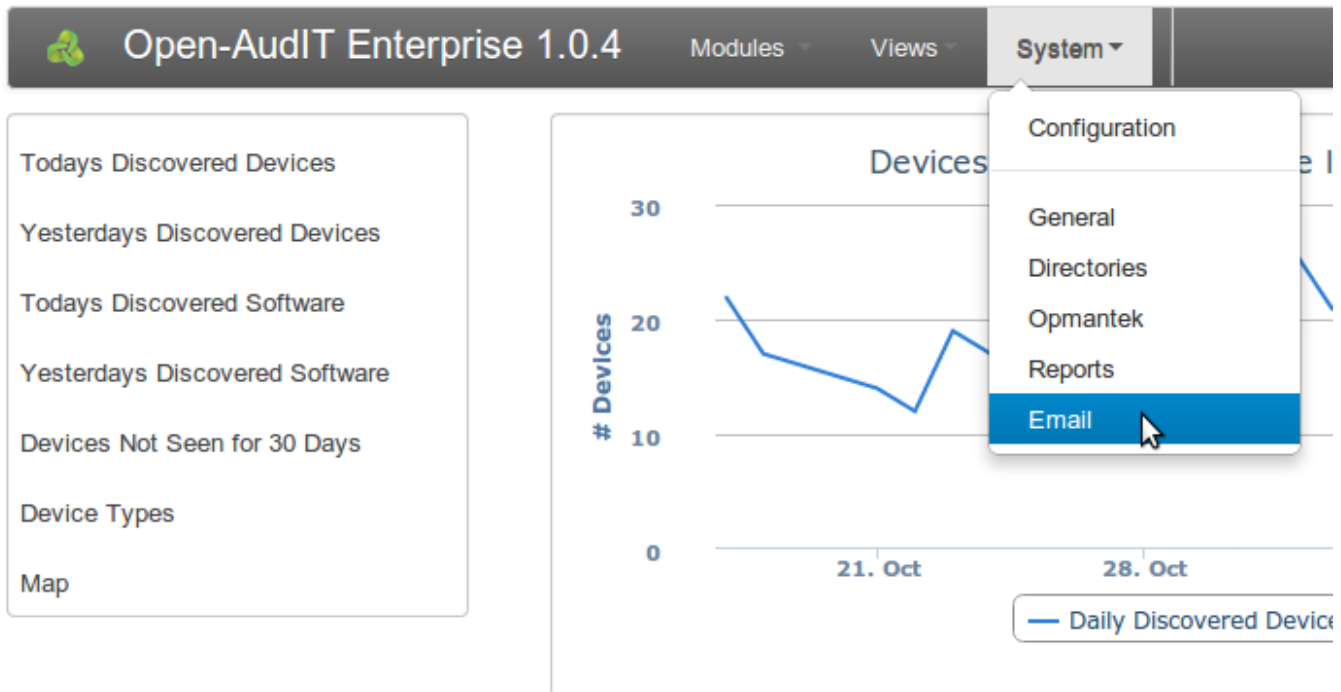 Open-AudIT Enterprise 1.0.4
Modules
Views
System
Configuration
General
Directories
Opmantek
Reports
Email
Todays Discovered Devices
Yesterdays Discovered Devices
Todays Discovered Software
Yesterdays Discovered Software
Devices Not Seen for 30 Days
Device Types
Map
Devices
# Devices
30
20
10
0
21. Oct
28. Oct
Daily Discovered